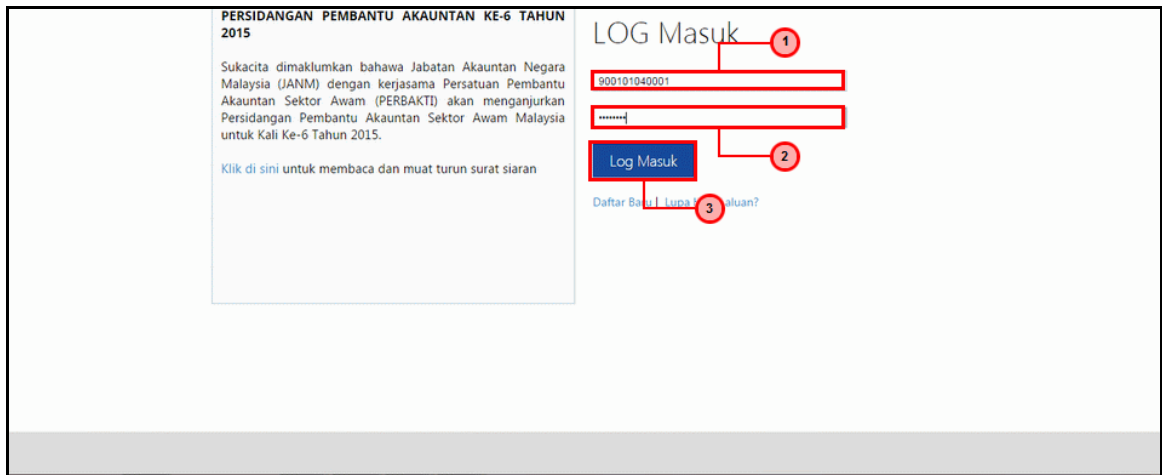 PERSIDANGAN PEMBANTU AKAUNTAN KE-6 TAHUN
2015
Sukacita dimaklumkan bahawa Jabatan Akauntan Negara
Malaysia (JANM) dengan kerjasama Persatuan Pembantu
Akauntan Sektor Awam (PERBAKTI) akan menganjurkan
Persidangan Pembantu Akauntan Sektor Awam Malaysia
untuk Kali Ke-6 Tahun 2015.
Klik di sini untuk membaca dan muat turun surat siaran
LOG Masuk
1
900101040001
2
Log Masuk
Daftar | Lupa
3